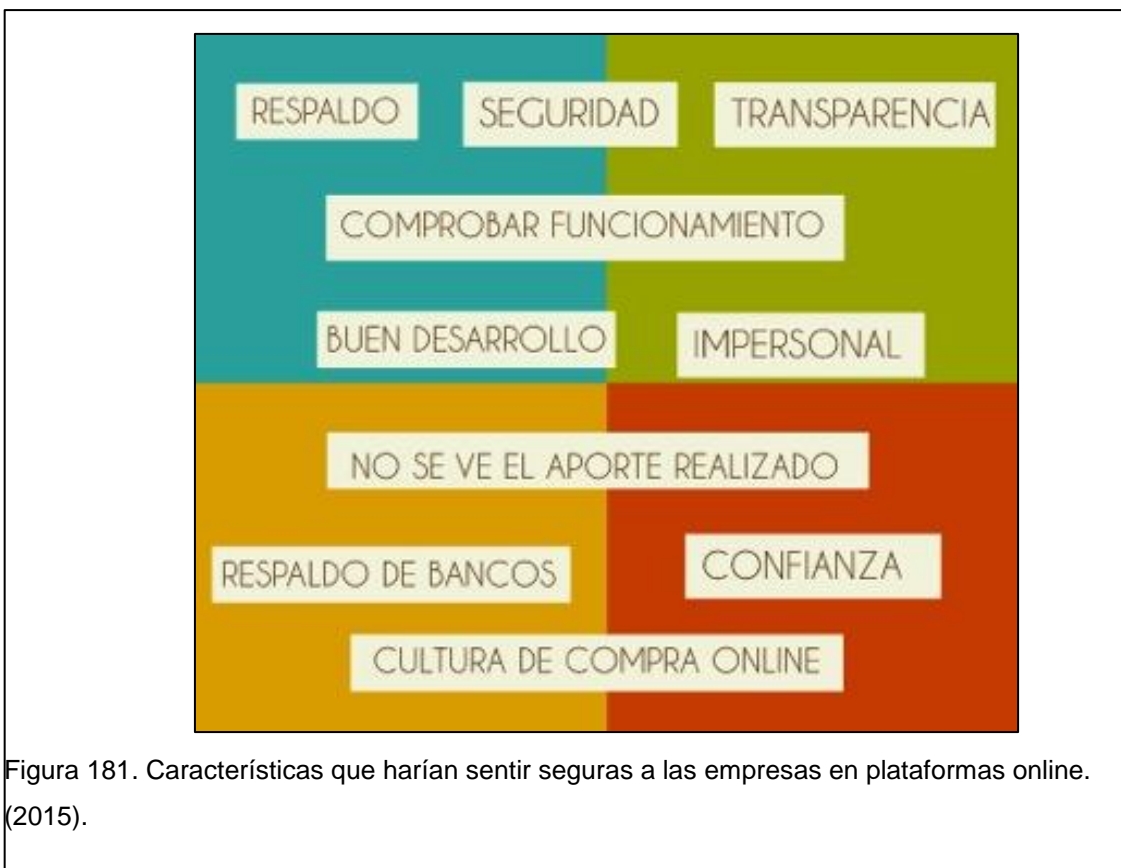 RESPALDO
SEGURIDAD
TRANSPARENCIA
COMPROBAR FUNCIONAMIENTO
BUEN DESARROLLO
IMPERSONAL
NO SE VE EL APORTE REALIZADO
RESPALDO DE BANCOS
CONFIANZA
CULTURA DE COMPRA ONLINE
Figura 181. Características que harían sentir seguras a las empresas en plataformas online.
(2015).